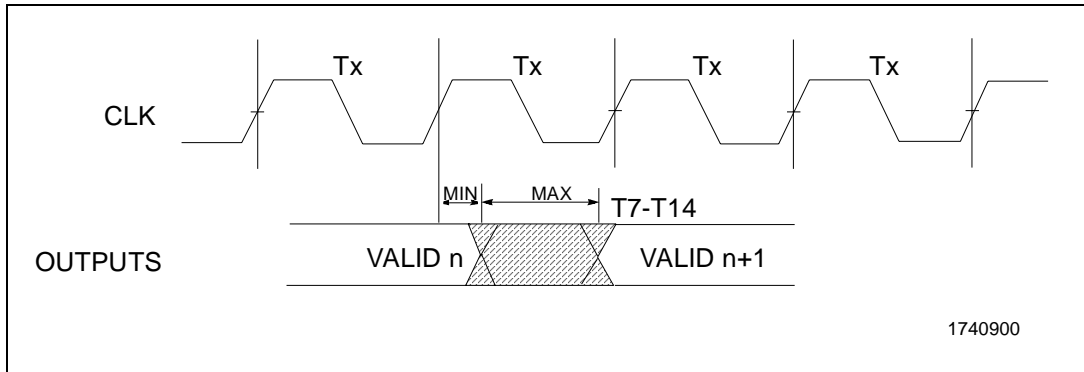 Tx Tx Tx Tx
CLK
MIN MAX T7-T14
OUTPUTS VALID n VALID n+1
1740900